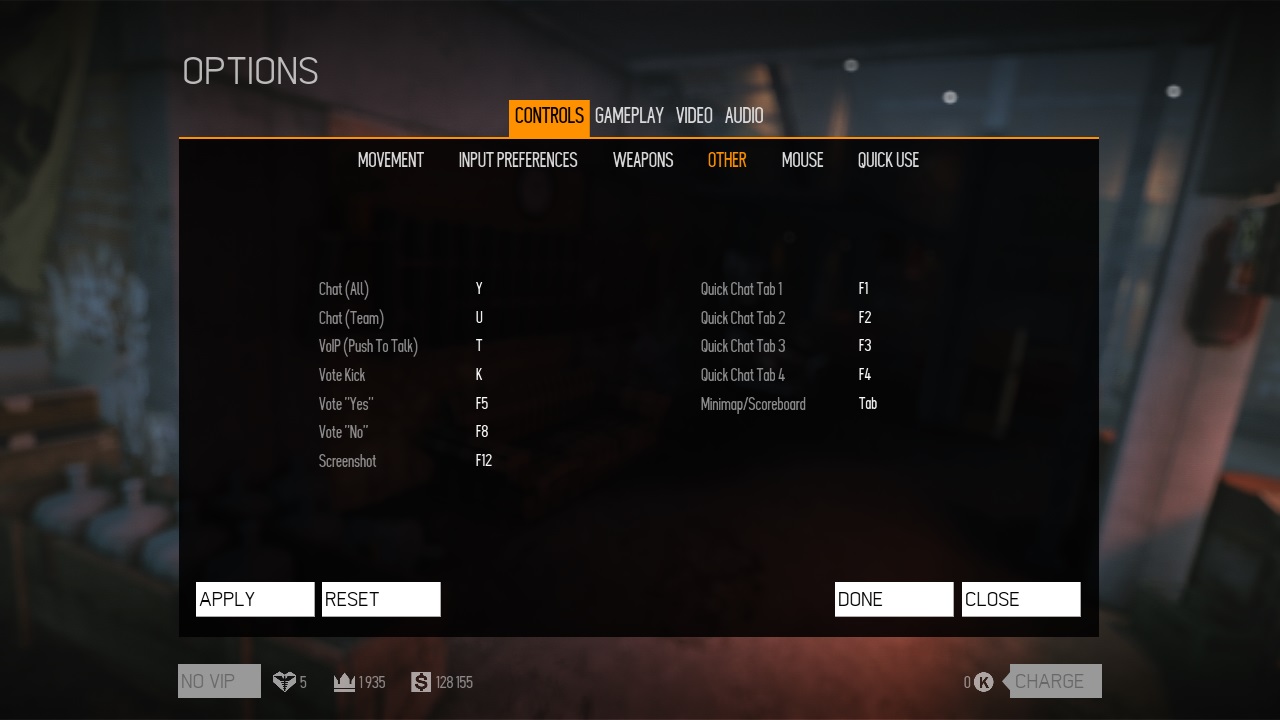 OPTIONS
CONTROLS GAMEPLAY VIDEO AUDIO
MOVEMENT INPUT PREFERENCES WEAPONS OTHER MOUSE QUICK USE
Chat (All) Y Quick Chat Tab 1 F1
Chat (Team) U Quick Chat Tab 2 F2
VoIP (Push To Talk) T Quick Chat Tab 3 F3
Vote Kick K Quick Chat Tab 4 F4
Vote "Yes" F5 Minimap/Scoreboard Tab
Vote "No" F8
Screenshot F12
APPLY RESET DONE CLOSE
NO VIP 5 1 935 $ 128 155 0 K CHARGE